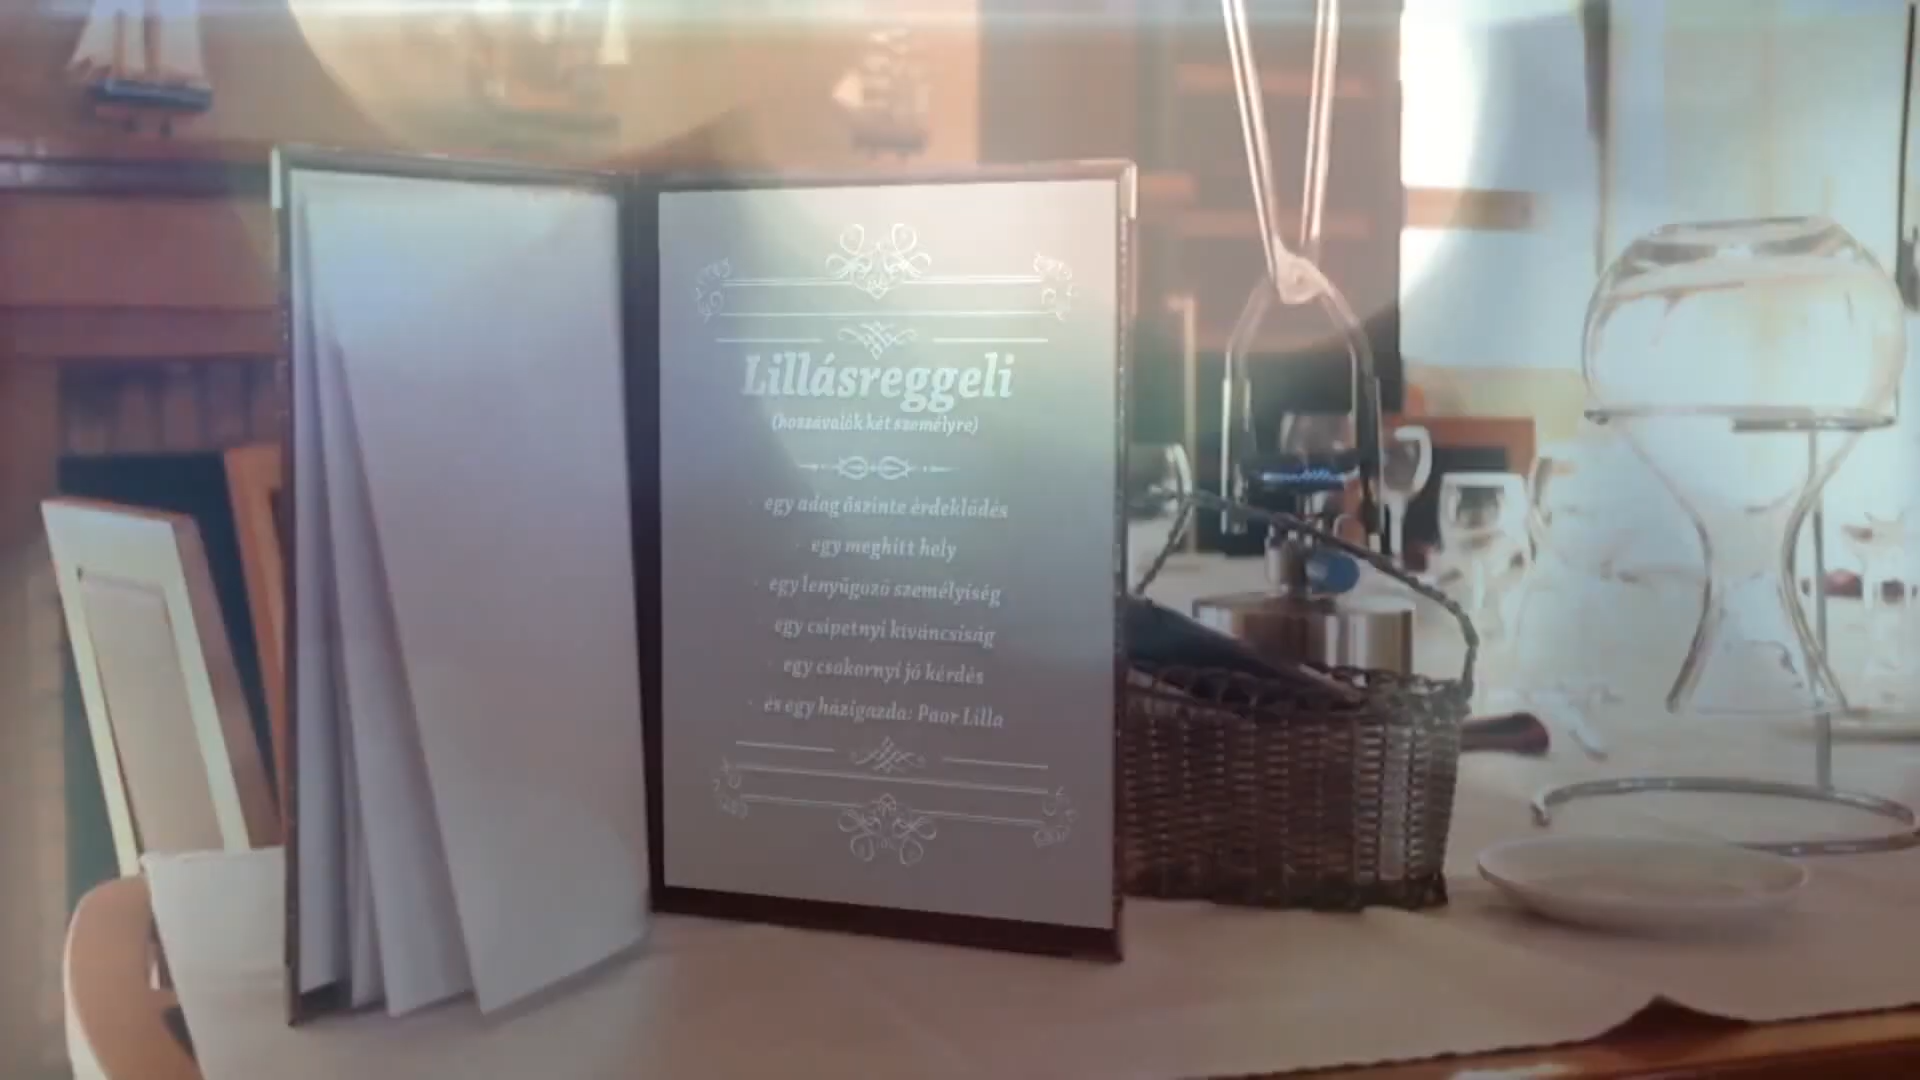 Lillásreggeli
(hozzávalók két személyre)
egy adag őszinte érdeklődés
egy meghitt hely
egy lenyűgöző személyiség
egy csipetnyi kíváncsiság
egy csokornyi jó kérdés
és egy házigazda: Paor Lilla